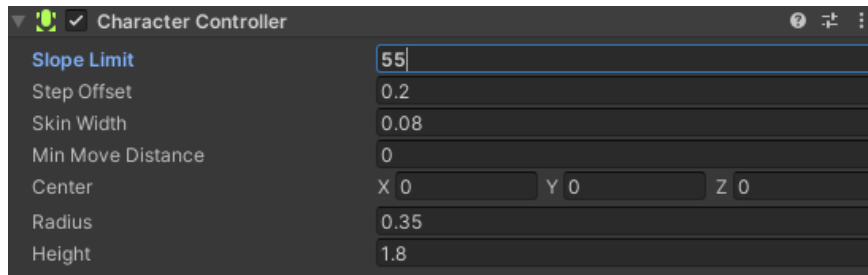 Character Controller
Slope Limit 55
Step Offset 0.2
Skin Width 0.08
Min Move Distance 0
Center X 0 Y 0 Z 0
Radius 0.35
Height 1.8